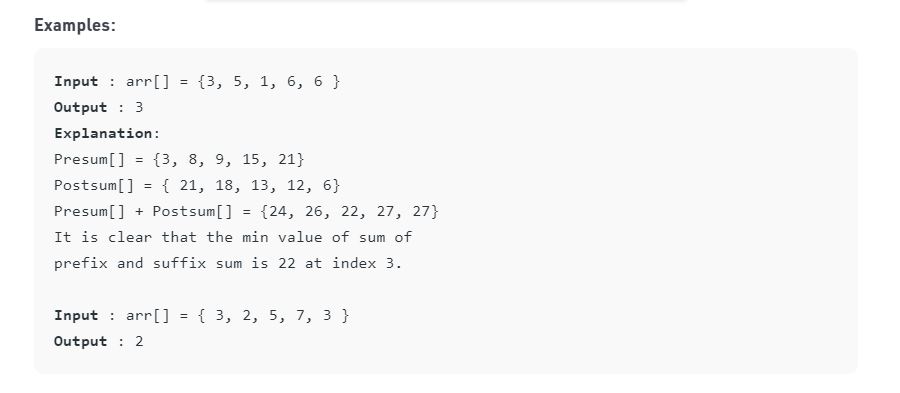 Examples:
Input : arr[] = {3, 5, 1, 6, 6 }
Output : 3
Explanation:
Presum[] = {3, 8, 9, 15, 21}
Postsum[] = { 21, 18, 13, 12, 6}
Presum[] + Postsum[] = {24, 26, 22, 27, 27}
It is clear that the min value of sum of
prefix and suffix sum is 22 at index 3.
Input : arr[] = { 3, 2, 5, 7, 3 }
Output : 2